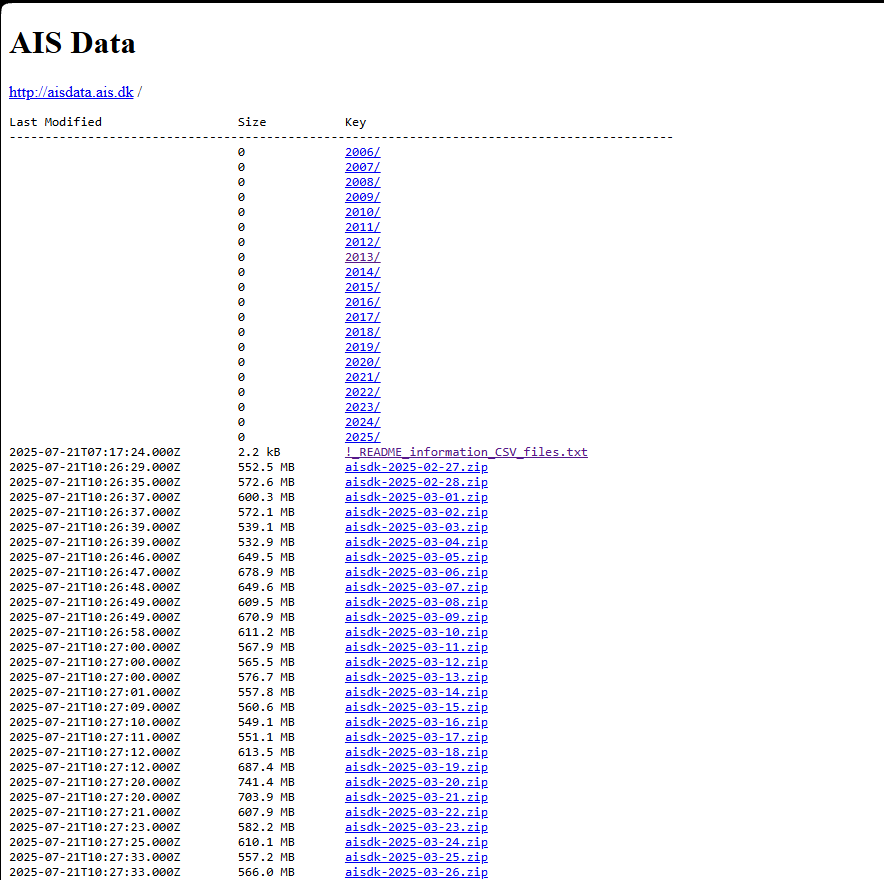 AIS Data
http://aisdata.ais.dk /
Last Modified Size Key
---------------------------------------------------------------------------------------------
0 2006/
0 2007/
0 2008/
0 2009/
0 2010/
0 2011/
0 2012/
0 2013/
0 2014/
0 2015/
0 2016/
0 2017/
0 2018/
0 2019/
0 2020/
0 2021/
0 2022/
0 2023/
0 2024/
0 2025/
2025-07-21T07:17:24.000Z 2.2 kB !_README_information_CSV_files.txt
2025-07-21T10:26:29.000Z 552.5 MB aisdk-2025-02-27.zip
2025-07-21T10:26:35.000Z 572.6 MB aisdk-2025-02-28.zip
2025-07-21T10:26:37.000Z 600.3 MB aisdk-2025-03-01.zip
2025-07-21T10:26:37.000Z 572.1 MB aisdk-2025-03-02.zip
2025-07-21T10:26:39.000Z 539.1 MB aisdk-2025-03-03.zip
2025-07-21T10:26:39.000Z 532.9 MB aisdk-2025-03-04.zip
2025-07-21T10:26:46.000Z 649.5 MB aisdk-2025-03-05.zip
2025-07-21T10:26:47.000Z 678.9 MB aisdk-2025-03-06.zip
2025-07-21T10:26:48.000Z 649.6 MB aisdk-2025-03-07.zip
2025-07-21T10:26:49.000Z 609.5 MB aisdk-2025-03-08.zip
2025-07-21T10:26:49.000Z 670.9 MB aisdk-2025-03-09.zip
2025-07-21T10:26:58.000Z 611.2 MB aisdk-2025-03-10.zip
2025-07-21T10:27:00.000Z 567.9 MB aisdk-2025-03-11.zip
2025-07-21T10:27:00.000Z 565.5 MB aisdk-2025-03-12.zip
2025-07-21T10:27:00.000Z 576.7 MB aisdk-2025-03-13.zip
2025-07-21T10:27:01.000Z 557.8 MB aisdk-2025-03-14.zip
2025-07-21T10:27:09.000Z 560.6 MB aisdk-2025-03-15.zip
2025-07-21T10:27:10.000Z 549.1 MB aisdk-2025-03-16.zip
2025-07-21T10:27:11.000Z 551.1 MB aisdk-2025-03-17.zip
2025-07-21T10:27:12.000Z 613.5 MB aisdk-2025-03-18.zip
2025-07-21T10:27:12.000Z 687.4 MB aisdk-2025-03-19.zip
2025-07-21T10:27:20.000Z 741.4 MB aisdk-2025-03-20.zip
2025-07-21T10:27:20.000Z 703.9 MB aisdk-2025-03-21.zip
2025-07-21T10:27:21.000Z 607.9 MB aisdk-2025-03-22.zip
2025-07-21T10:27:23.000Z 582.2 MB aisdk-2025-03-23.zip
2025-07-21T10:27:25.000Z 610.1 MB aisdk-2025-03-24.zip
2025-07-21T10:27:33.000Z 557.2 MB aisdk-2025-03-25.zip
2025-07-21T10:27:33.000Z 566.0 MB aisdk-2025-03-26.zip